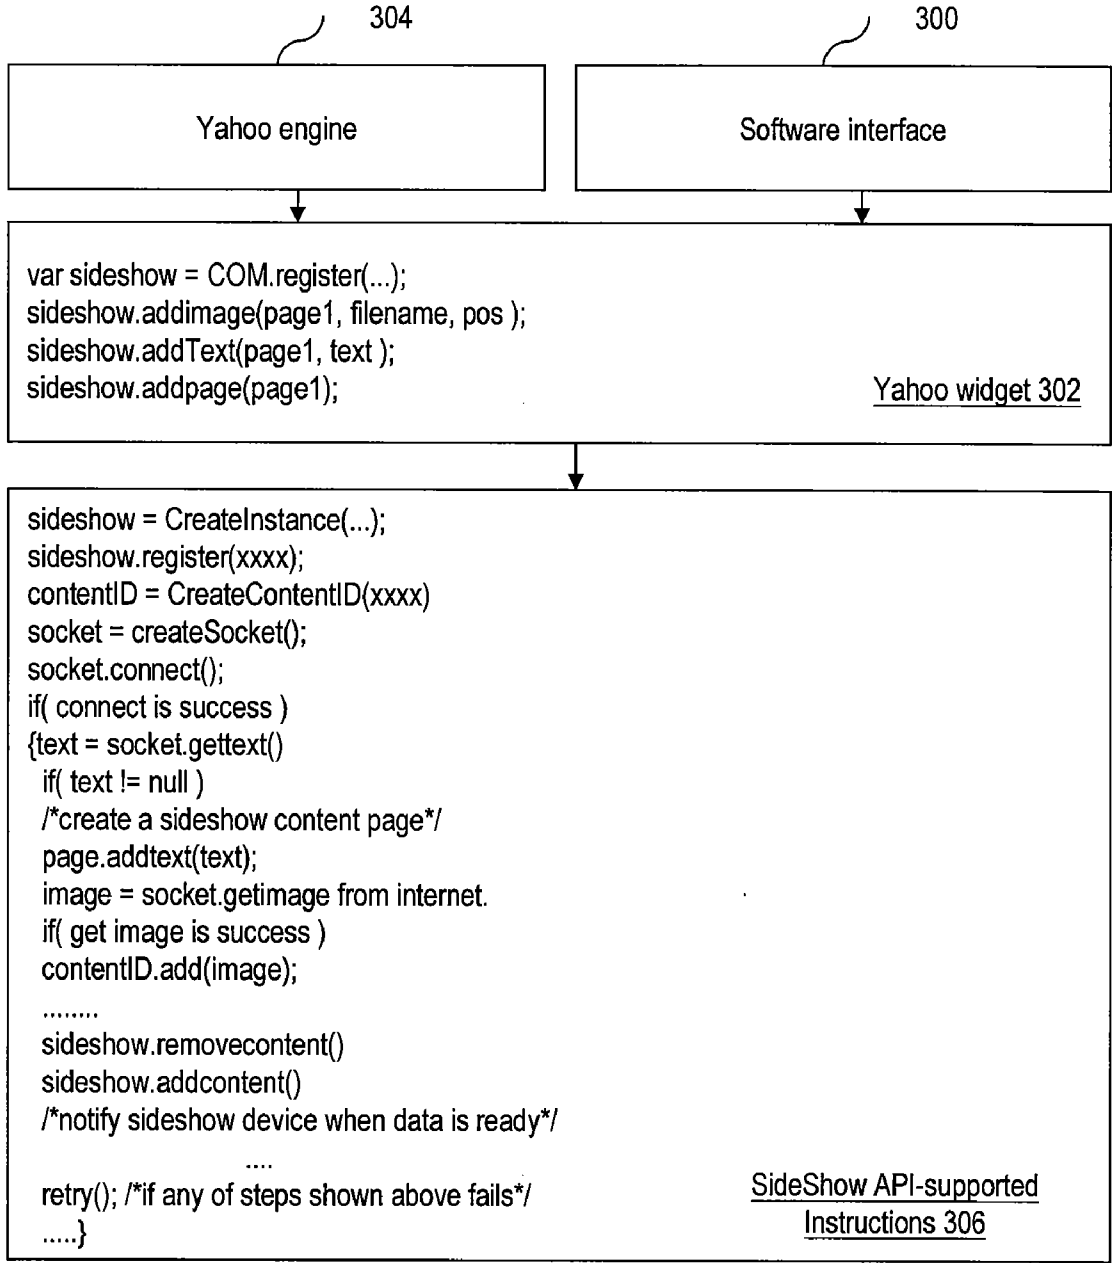 304
300
Yahoo engine
Software interface
var sideshow = COM.register(...);
sideshow.addimage(page1, filename, pos );
sideshow.addText(page1, text );
sideshow.addpage(page1);
Yahoo widget 302
sideshow = CreateInstance(...);
sideshow.register(xxxx);
contentID = CreateContentID(xxxx)
socket = createSocket();
socket.connect();
if( connect is success )
{text = socket.gettext()
if( text != null )
/*create a sideshow content page*/
page.addtext(text);
image = socket.getimage from internet.
if( get image is success )
contentID.add(image);
........
sideshow.removecontent()
sideshow.addcontent()
/*notify sideshow device when data is ready*/
....
retry(); /*if any of steps shown above fails*/
.....}
SideShow API-supported
Instructions 306